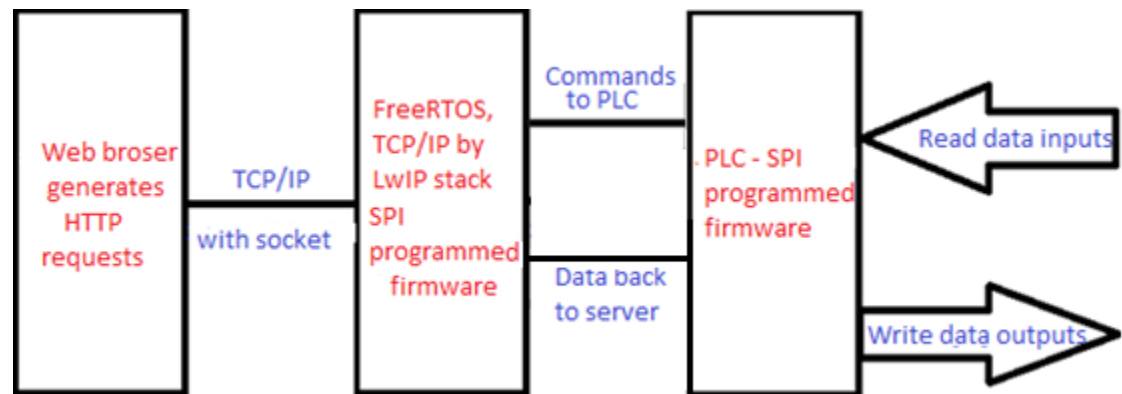 Web broser
generates
HTTP
requests
TCP/IP
with socket
FreeRTOS,
TCP/IP by
LwIP stack
SPI
programmed
firmware
Commands
to PLC
Data back
to server
PLC - SPI
programmed
firmware
Read data inputs
Write data outputs